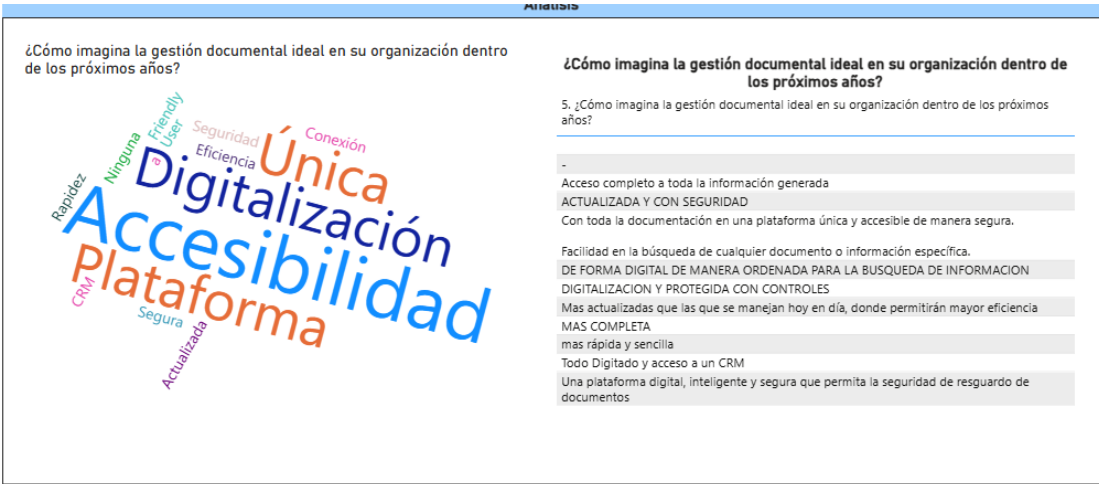 Análisis
¿Cómo imagina la gestión documental ideal en su organización dentro
de los próximos años?
Friendly
User
a
Ninguna
Rapidez
Seguridad
Eficiencia
Única
Conexión
Digitalización
Accesibilidad
Plataforma
CRM
Segura
Actualizada
¿Cómo imagina la gestión documental ideal en su organización dentro de
los próximos años?
5. ¿Cómo imagina la gestión documental ideal en su organización dentro de los próximos
años?
-
Acceso completo a toda la información generada
ACTUALIZADA Y CON SEGURIDAD
Con toda la documentación en una plataforma única y accesible de manera segura.
Facilidad en la búsqueda de cualquier documento o información específica.
DE FORMA DIGITAL DE MANERA ORDENADA PARA LA BUSQUEDA DE INFORMACION
DIGITALIZACION Y PROTEGIDA CON CONTROLES
Mas actualizadas que las que se manejan hoy en día, donde permitirán mayor eficiencia
MAS COMPLETA
mas rápida y sencilla
Todo Digitado y acceso a un CRM
Una plataforma digital, inteligente y segura que permita la seguridad de resguardo de
documentos